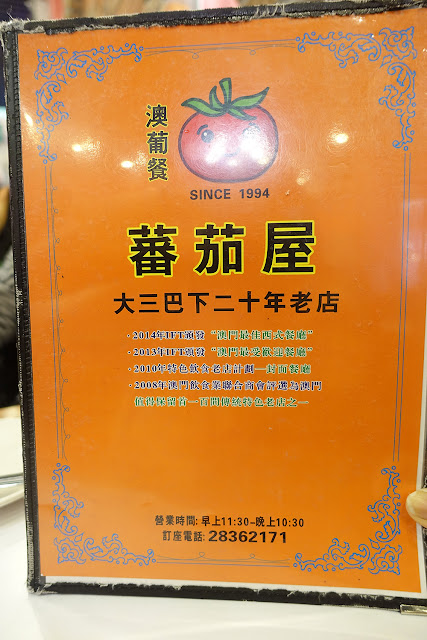 澳葡餐
SINCE 1994
蕃茄屋
大三巴下二十年老店
·2014年IFT頒發“澳門最佳西式餐廳”
·2013年IFT頒發“澳門最受歡迎餐廳”
·2010年特色飲食老店計劃—封面餐廳
·2008年澳門飲食業聯合商會評選為澳門
值得保留首一百間傳統特色老店之一
營業時間:早上11:30-晚上10:30
訂座電話:28362171